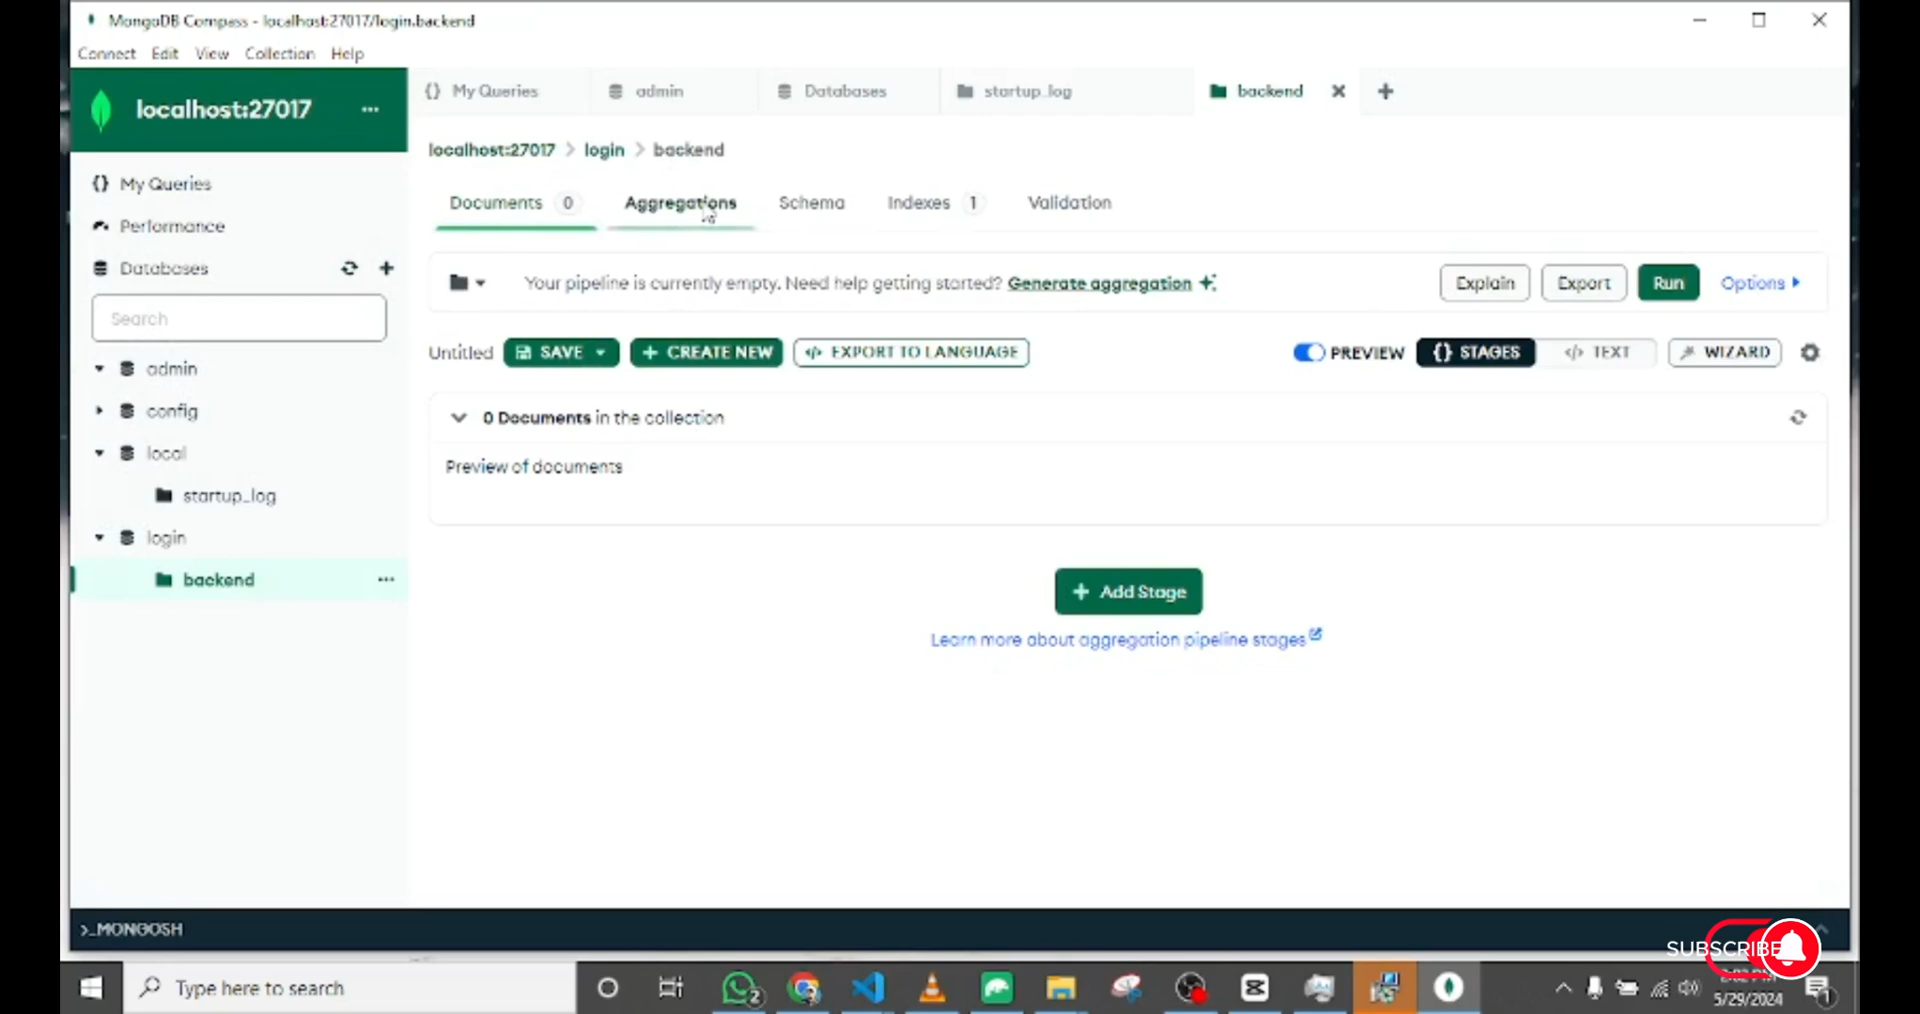 MongoDB Compass - localhost:27017/login.backend
Connect Edit View Collection Help
localhost:27017 ...
{} My Queries admin Databases startup_log backend × +
localhost:27017 > login > backend
My Queries
Performance
Databases
Search
admin
config
local
startup_log
login
backend ...
Documents 0 Aggregations Schema Indexes 1 Validation
Your pipeline is currently empty. Need help getting started? Generate aggregation Explain Export Run Options
Untitled SAVE + CREATE NEW </> EXPORT TO LANGUAGE PREVIEW {} STAGES </> TEXT WIZARD
0 Documents in the collection
Preview of documents
+ Add Stage
Learn more about aggregation pipeline stages
>_MONGOSH
SUBSCRIBE
Type here to search
2
5/29/2024
1